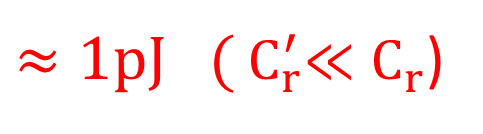 ≈ 1pJ ( C′ᵣ≪ Cᵣ)